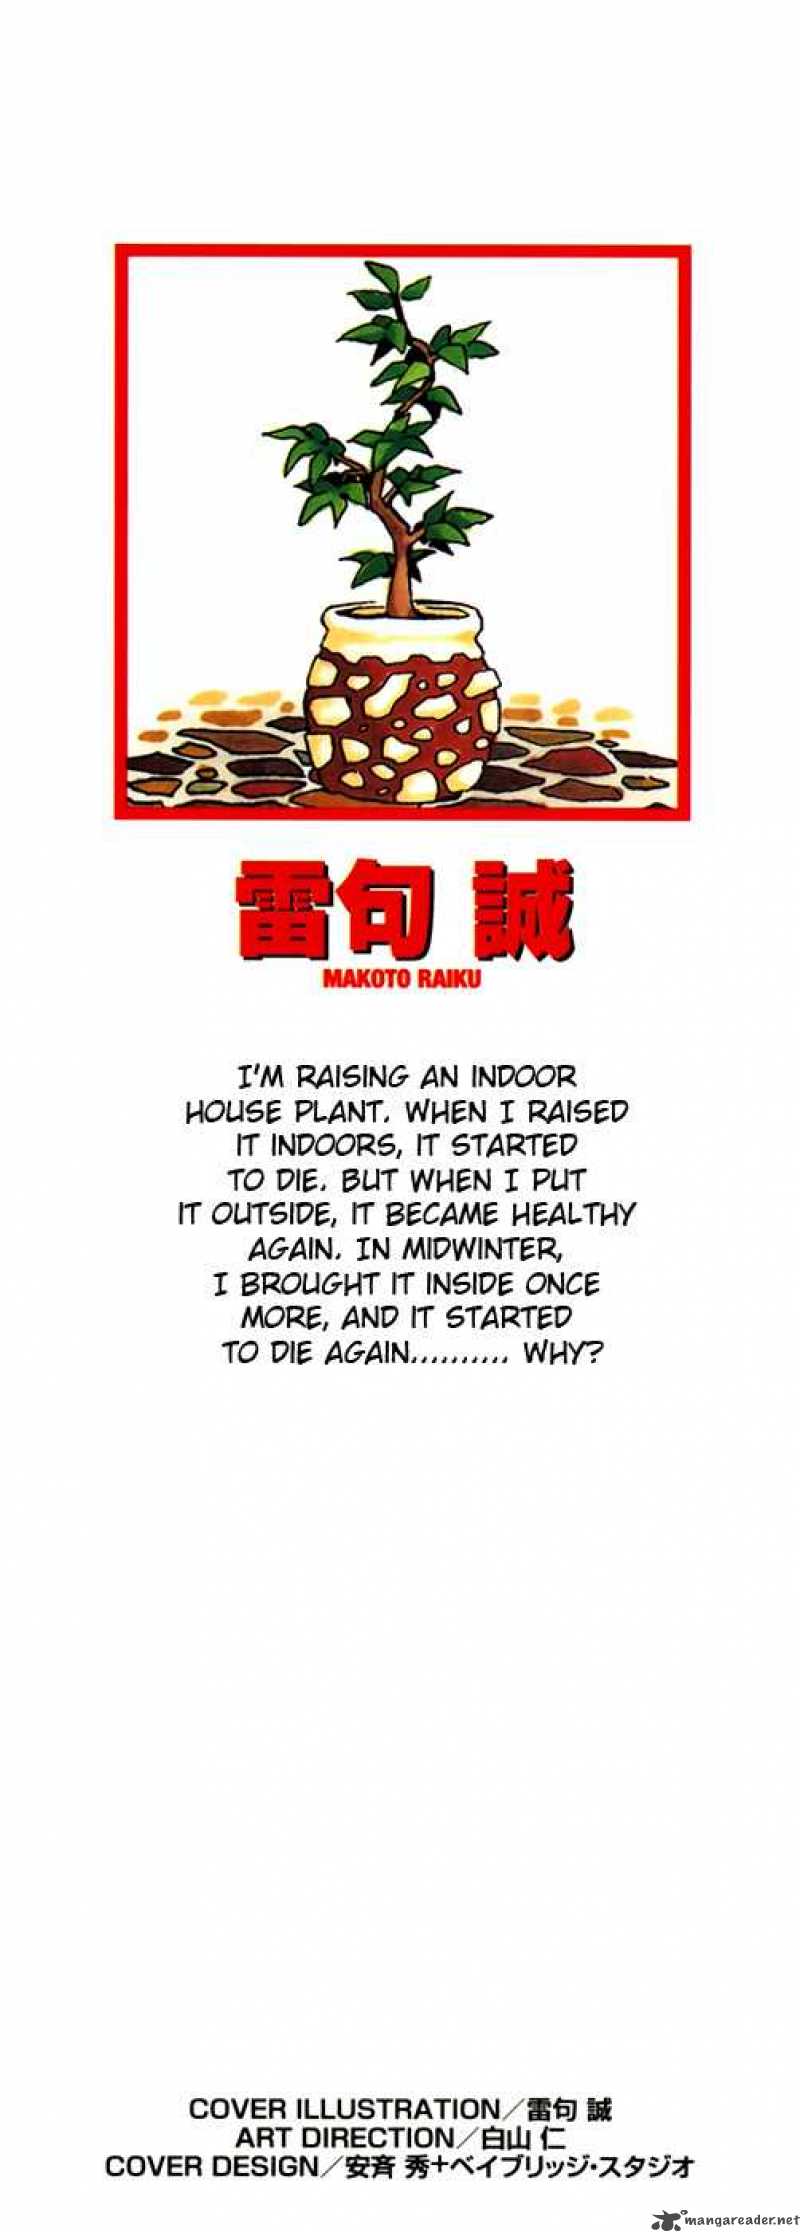 雷句 誠
MAKOTO RAIKU
I'M RAISING AN INDOOR
HOUSE PLANT. WHEN I RAISED
IT INDOORS, IT STARTED
TO DIE. BUT WHEN I PUT
IT OUTSIDE, IT BECAME HEALTHY
AGAIN. IN MIDWINTER,
I BROUGHT IT INSIDE ONCE
MORE, AND IT STARTED
TO DIE AGAIN.......... WHY?
COVER ILLUSTRATION／雷句 誠
ART DIRECTION／白山 仁
COVER DESIGN／安斉 秀+ベイブリッジ・スタジオ
mangareader.net